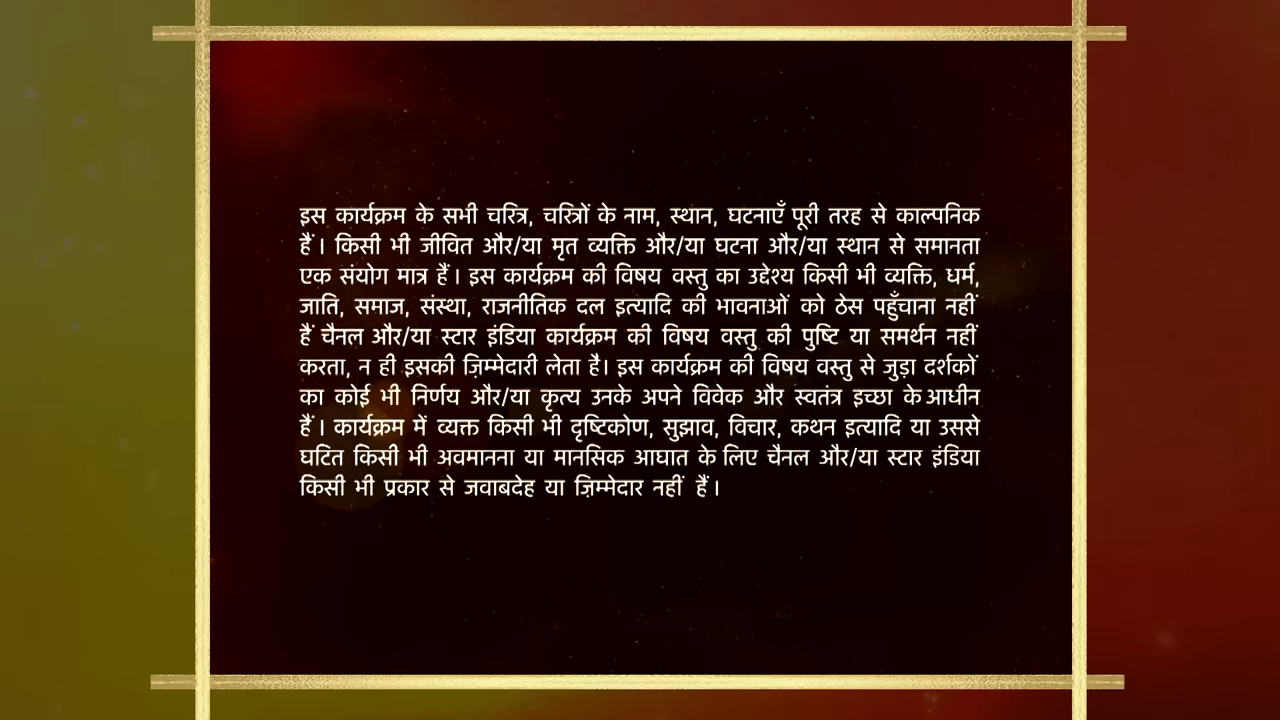 इस कार्यक्रम के सभी चरित्र, चरित्रों के नाम, स्थान, घटनाएँ पूरी तरह से काल्पनिक
हैं। किसी भी जीवित और/या मृत व्यक्ति और/या घटना और/या स्थान से समानता
एक संयोग मात्र हैं। इस कार्यक्रम की विषय वस्तु का उद्देश्य किसी भी व्यक्ति, धर्म,
जाति, समाज, संस्था, राजनीतिक दल इत्यादि की भावनाओं को ठेस पहुँचाना नहीं
हैं चैनल और/या स्टार इंडिया कार्यक्रम की विषय वस्तु की पुष्टि या समर्थन नहीं
करता, न ही इसकी ज़िम्मेदारी लेता है। इस कार्यक्रम की विषय वस्तु से जुड़ा दर्शकों
का कोई भी निर्णय और/या कृत्य उनके अपने विवेक और स्वतंत्र इच्छा के आधीन
हैं। कार्यक्रम में व्यक्त किसी भी दृष्टिकोण, सुझाव, विचार, कथन इत्यादि या उससे
घटित किसी भी अवमानना या मानसिक आघात के लिए चैनल और/या स्टार इंडिया
किसी भी प्रकार से जवाबदेह या ज़िम्मेदार नहीं हैं।